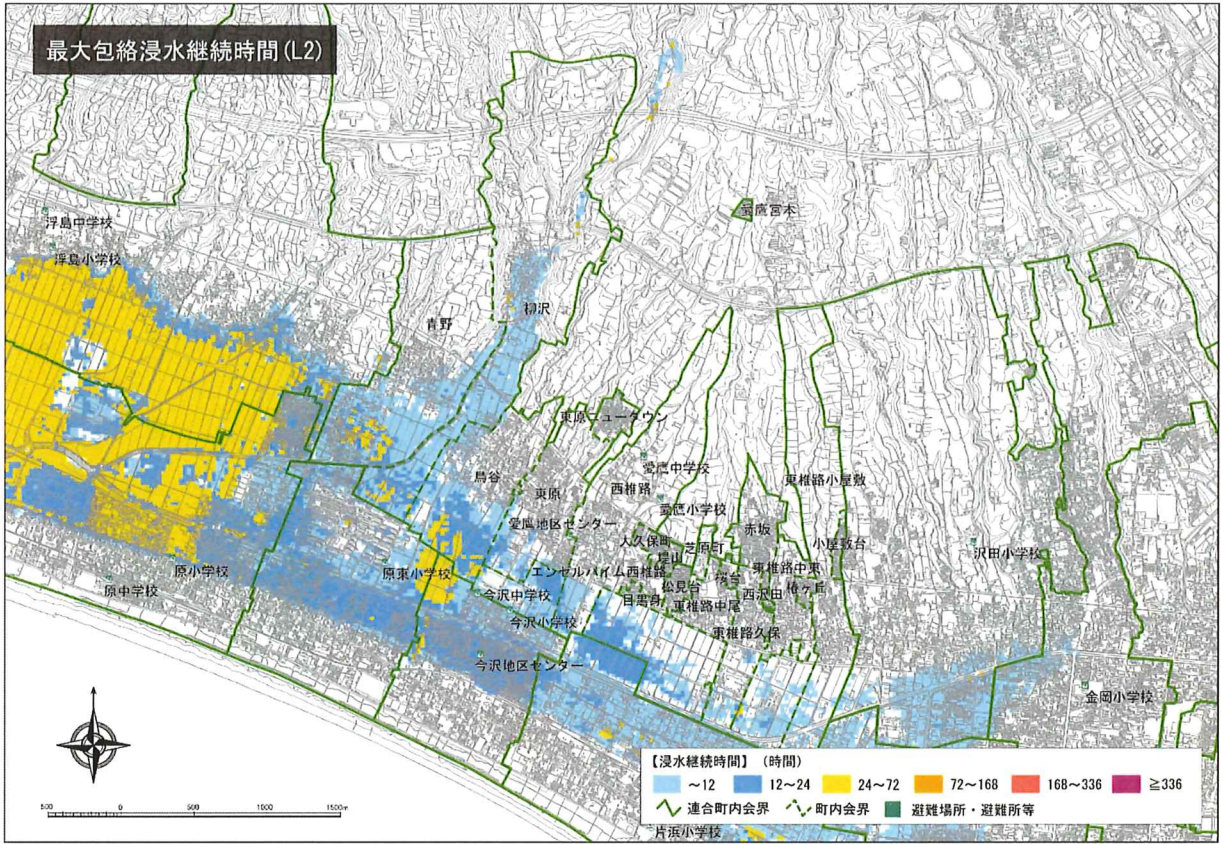 最大包絡浸水継続時間(L2)
愛鷹宮本
浮島中学校
浮島小学校
柳沢
青野
東原ニュータウン
愛鷹中学校
鳥谷
東原
西椎路
東椎路小屋敷
愛鷹小学校
愛鷹地区センター
赤坂
大久保町
芝原町
小屋敷台
沢田小学校
原小学校
原東小学校
エンゼルハイム西椎路
東椎路中東
原中学校
今沢中学校
松見台
桜台
西沢田
椿ヶ丘
目黒身
東椎路中尾
今沢小学校
東椎路久保
今沢地区センター
金岡小学校
【浸水継続時間】 (時間)
~12 12~24 24~72 72~168 168~336 ≧336
連合町内会界 町内会界 避難場所・避難所等
500 0 500 1000 1500m
片浜小学校